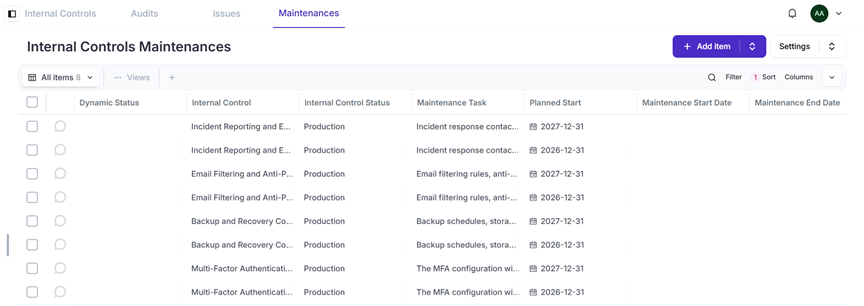 Internal Controls Audits Issues Maintenances AA
Internal Controls Maintenances Add item Settings
All items 8 Views Filter 1 Sort Columns
Dynamic Status Internal Control Internal Control Status Maintenance Task Planned Start Maintenance Start Date Maintenance End Date
Incident Reporting and E... Production Incident response contac... 2027-12-31
Incident Reporting and E... Production Incident response contac... 2026-12-31
Email Filtering and Anti-P... Production Email filtering rules, anti-... 2027-12-31
Email Filtering and Anti-P... Production Email filtering rules, anti-... 2026-12-31
Backup and Recovery Co... Production Backup schedules, stora... 2027-12-31
Backup and Recovery Co... Production Backup schedules, stora... 2026-12-31
Multi-Factor Authenticati... Production The MFA configuration wi... 2027-12-31
Multi-Factor Authenticati... Production The MFA configuration wi... 2026-12-31